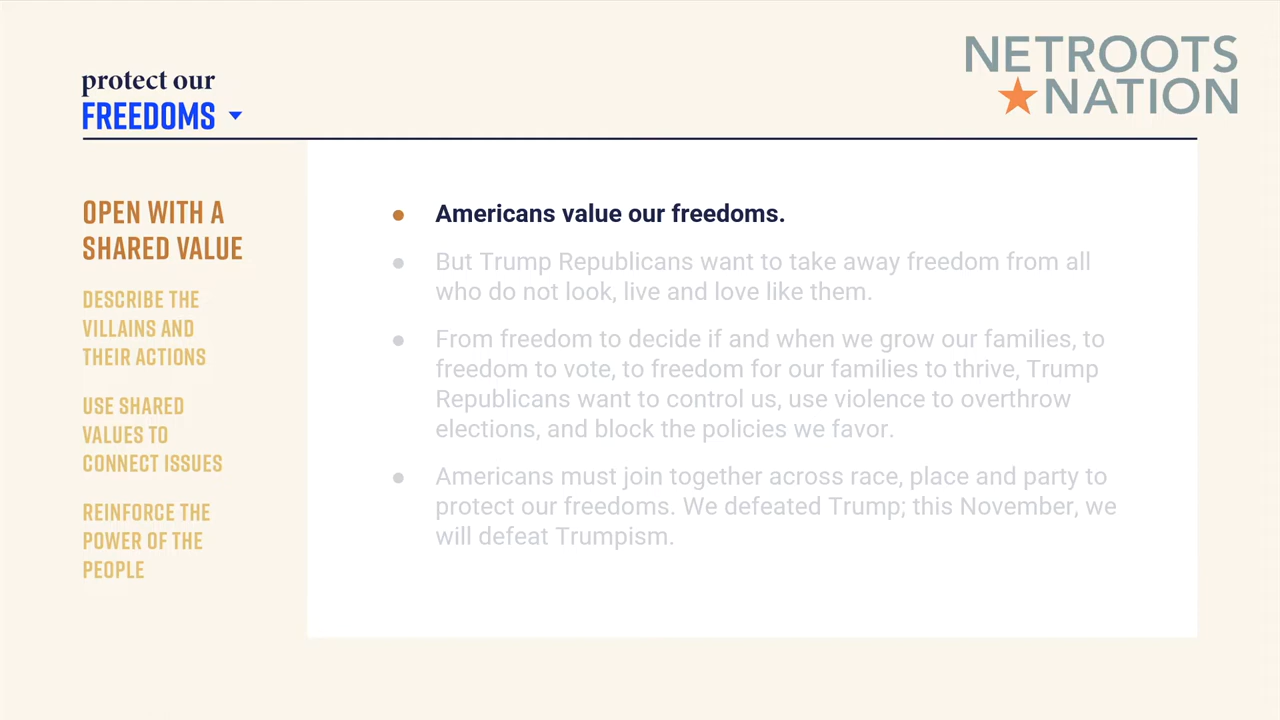 NETROOTS
NATION
protect our
FREEDOMS
OPEN WITH A
SHARED VALUE
DESCRIBE THE
VILLAINS AND
THEIR ACTIONS
USE SHARED
VALUES TO
CONNECT ISSUES
REINFORCE THE
POWER OF THE
PEOPLE
• Americans value our freedoms.
• But Trump Republicans want to take away freedom from all
who do not look, live and love like them.
• From freedom to decide if and when we grow our families, to
freedom to vote, to freedom for our families to thrive, Trump
Republicans want to control us, use violence to overthrow
elections, and block the policies we favor.
• Americans must join together across race, place and party to
protect our freedoms. We defeated Trump; this November, we
will defeat Trumpism.